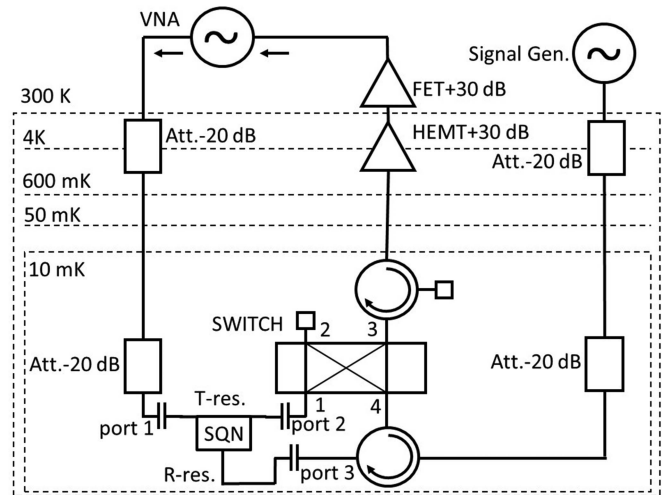 VNA
Signal Gen.
FET+30 dB
300 K
HEMT+30 dB
4K
Att.-20 dB
Att.-20 dB
600 mK
50 mK
10 mK
SWITCH
2
3
Att.-20 dB
Att.-20 dB
T-res.
1
4
port 1
port 2
SQN
R-res.
port 3